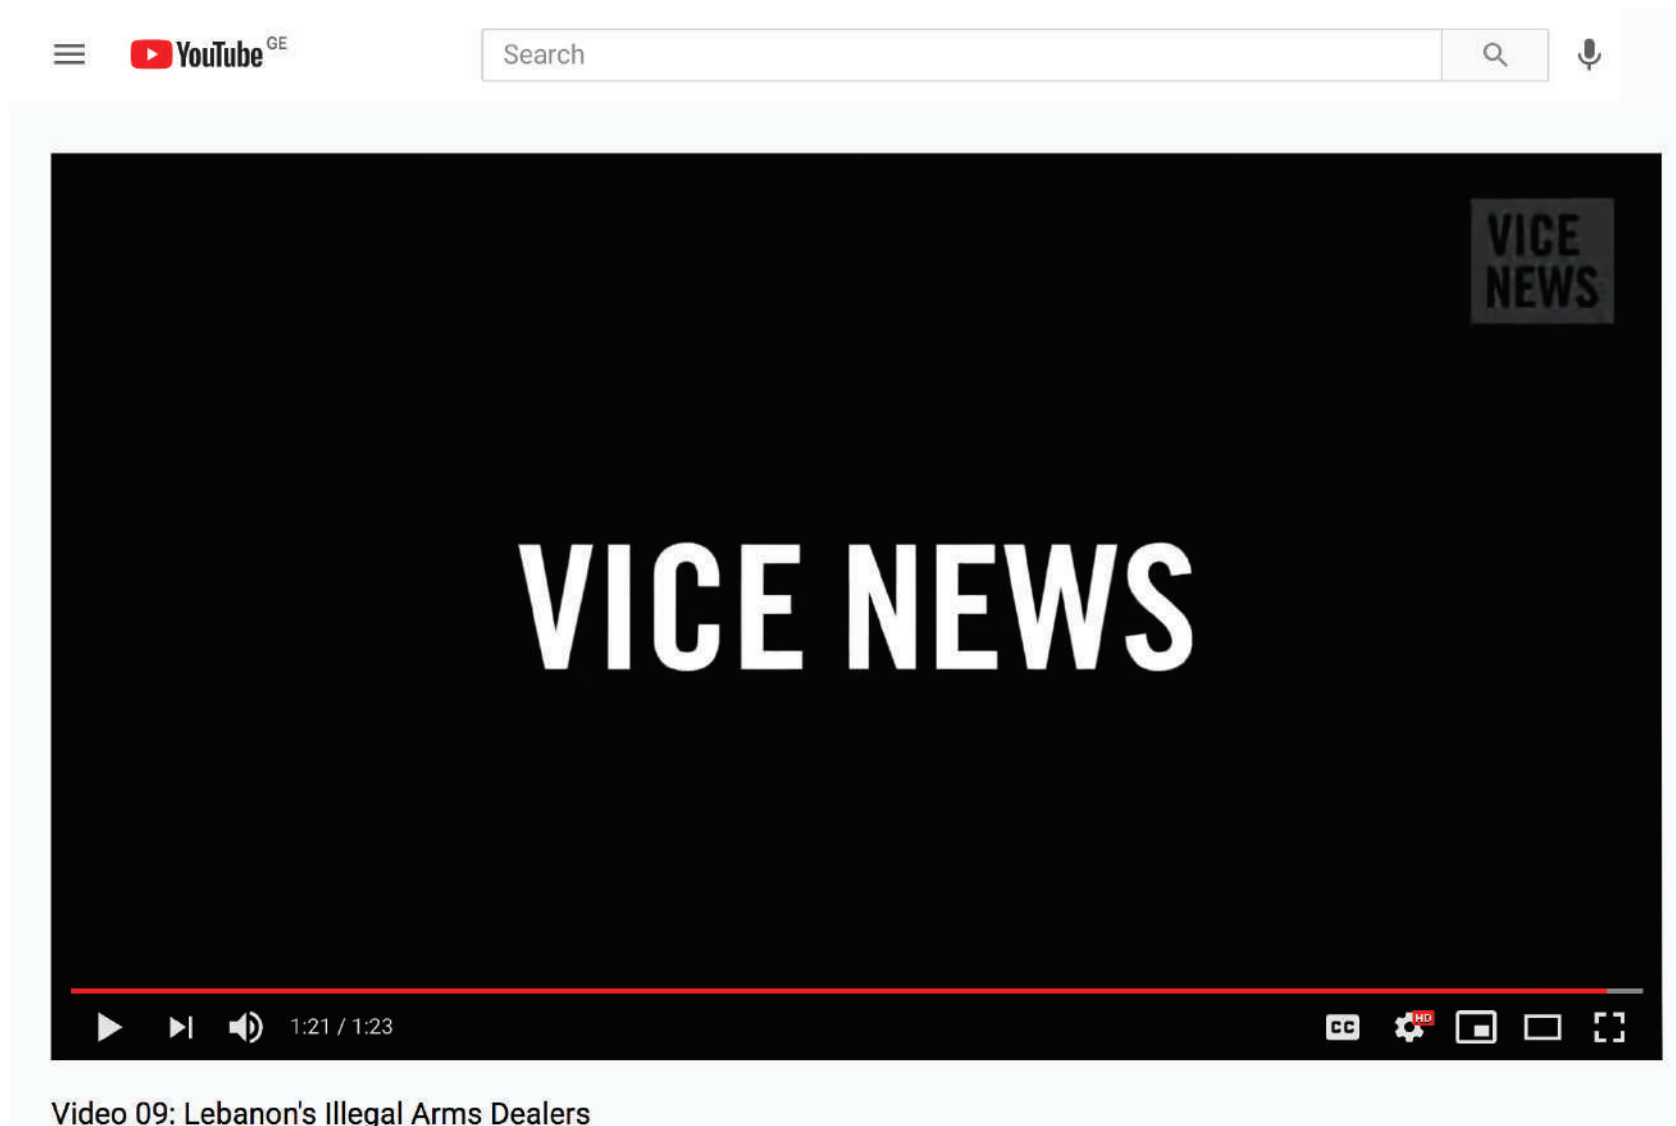 YouTube GE
Search
VICE
NEWS
VICE NEWS
1:21 / 1:23
CC
HD
Video 09: Lebanon's Illegal Arms Dealers